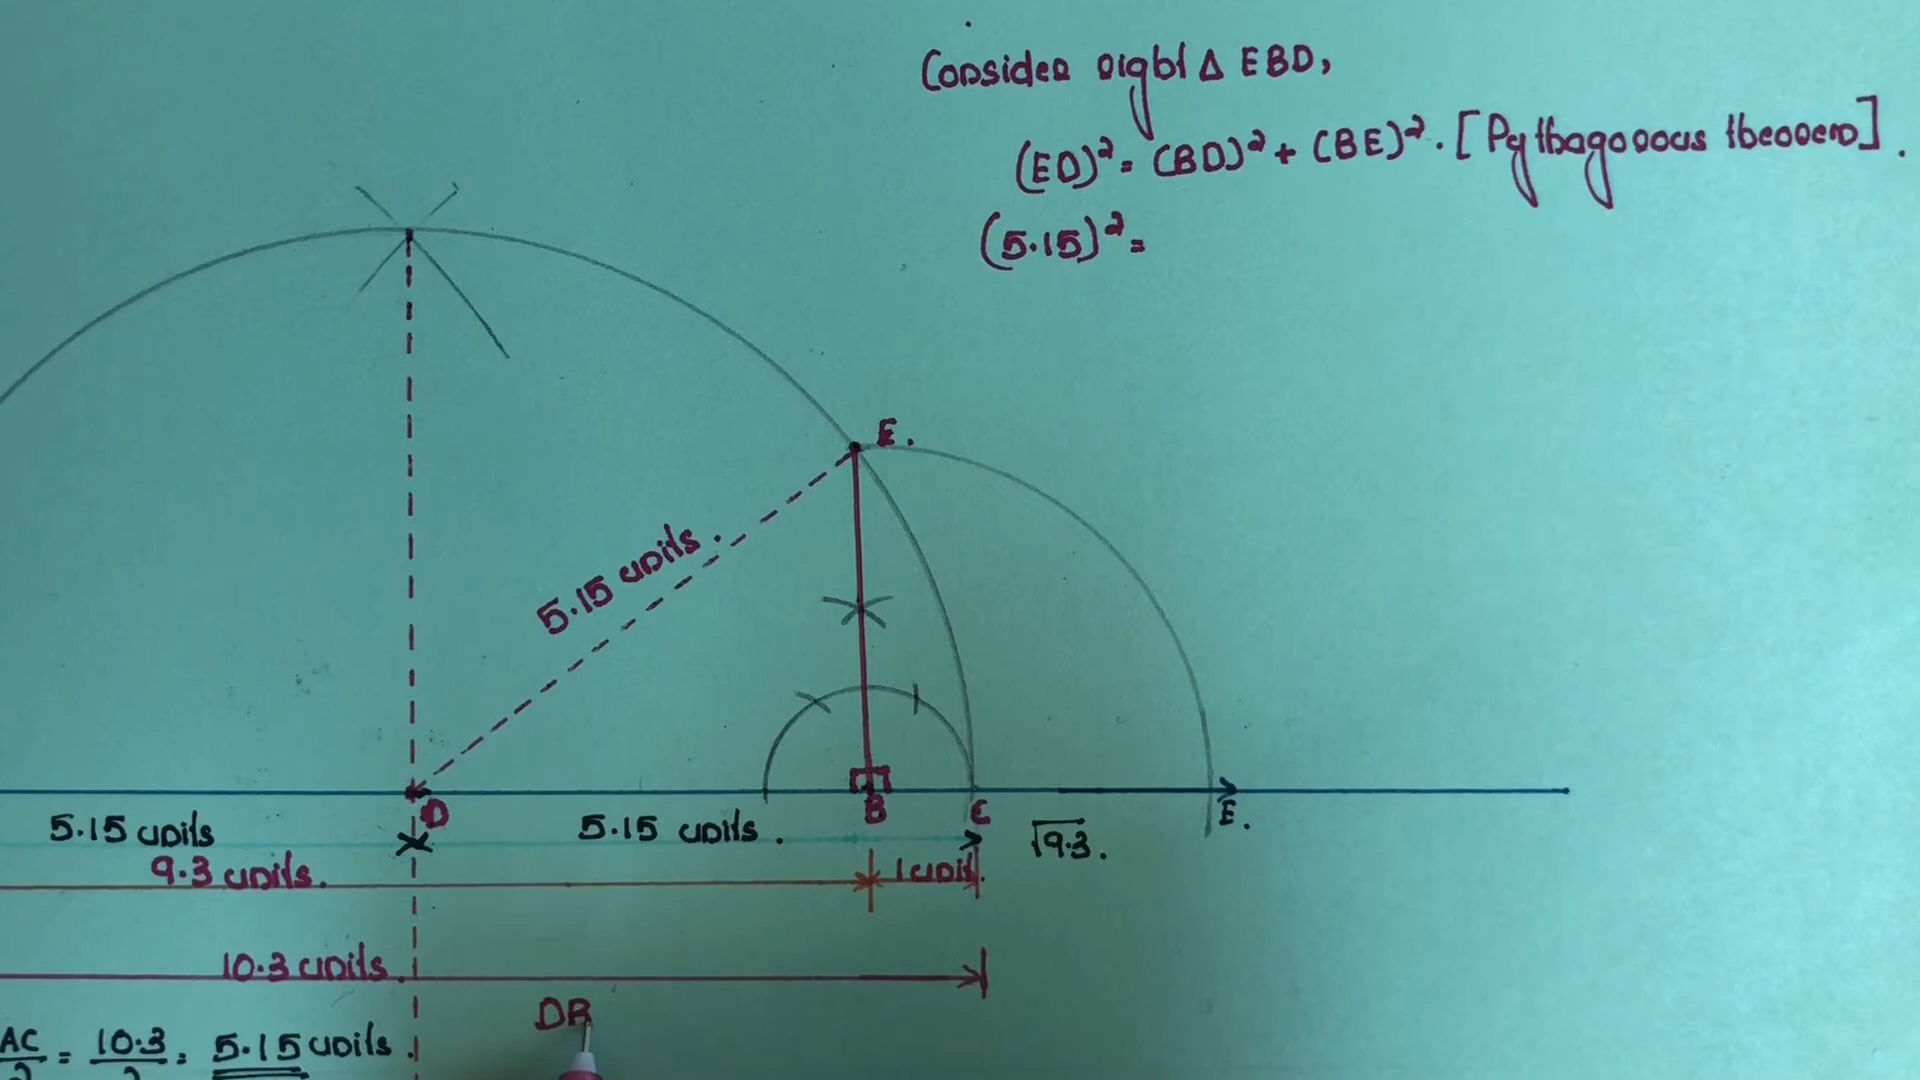 Consider right Δ EBD,
(ED)² = (BD)² + (BE)². [Pythagorous theorem].
(5.15)² =
E.
5.15 units.
D
B
C
E.
5.15 units
5.15 units.
√9.3.
9.3 units.
1 unit.
10.3 units.
DB
AC/2 = 10.3/2 = 5.15 units.